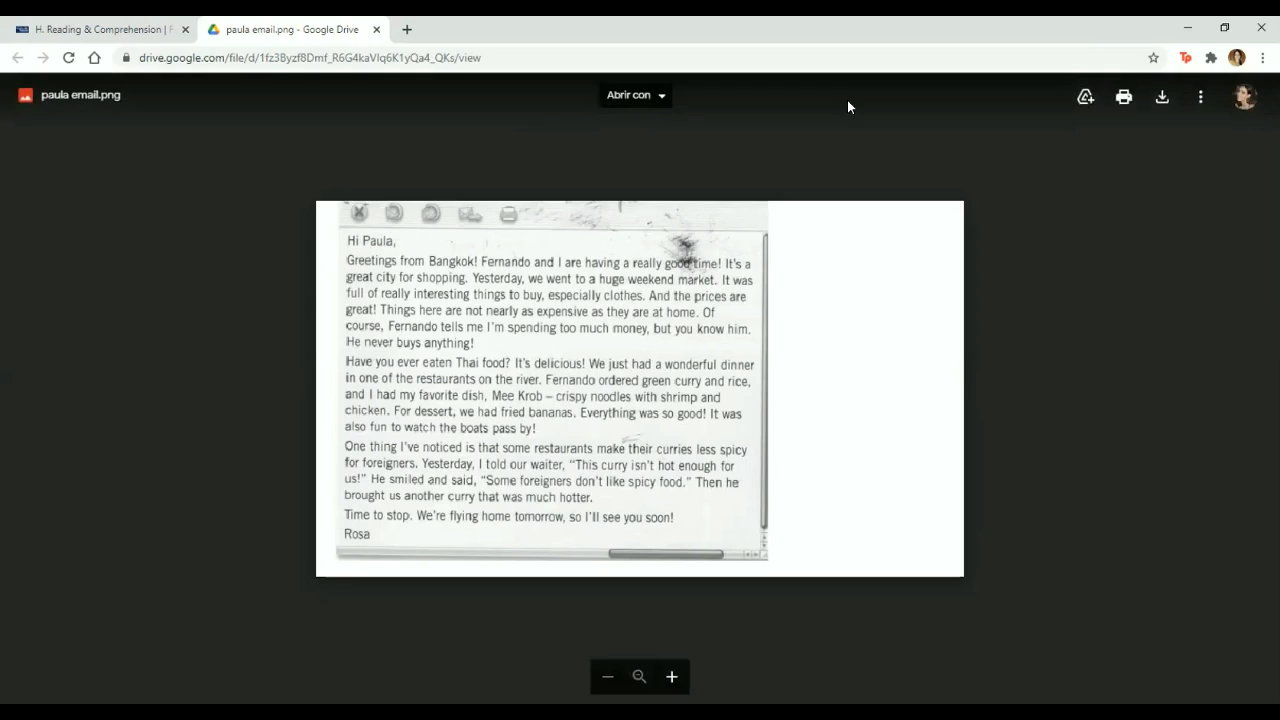 H. Reading & Comprehension | F
paula email.png - Google Drive
drive.google.com/file/d/1fz3Byzf8Dmf_R6G4kaVlq6K1yQa4_QKs/view
Tp
paula email.png
Abrir con
Hi Paula,
Greetings from Bangkok! Fernando and I are having a really good time! It's a
great city for shopping. Yesterday, we went to a huge weekend market. It was
full of really interesting things to buy, especially clothes. And the prices are
great! Things here are not nearly as expensive as they are at home. Of
course, Fernando tells me I'm spending too much money, but you know him.
He never buys anything!
Have you ever eaten Thai food? It's delicious! We just had a wonderful dinner
in one of the restaurants on the river. Fernando ordered green curry and rice,
and I had my favorite dish, Mee Krob – crispy noodles with shrimp and
chicken. For dessert, we had fried bananas. Everything was so good! It was
also fun to watch the boats pass by!
One thing I've noticed is that some restaurants make their curries less spicy
for foreigners. Yesterday, I told our waiter, “This curry isn't hot enough for
us!” He smiled and said, “Some foreigners don't like spicy food.” Then he
brought us another curry that was much hotter.
Time to stop. We're flying home tomorrow, so I'll see you soon!
Rosa